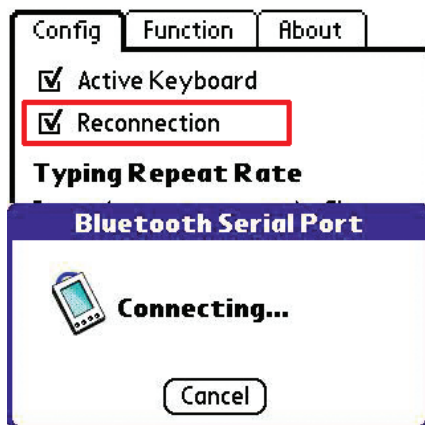 Config Function About
Active Keyboard
Reconnection
Typing Repeat Rate
Bluetooth Serial Port
Connecting...
Cancel